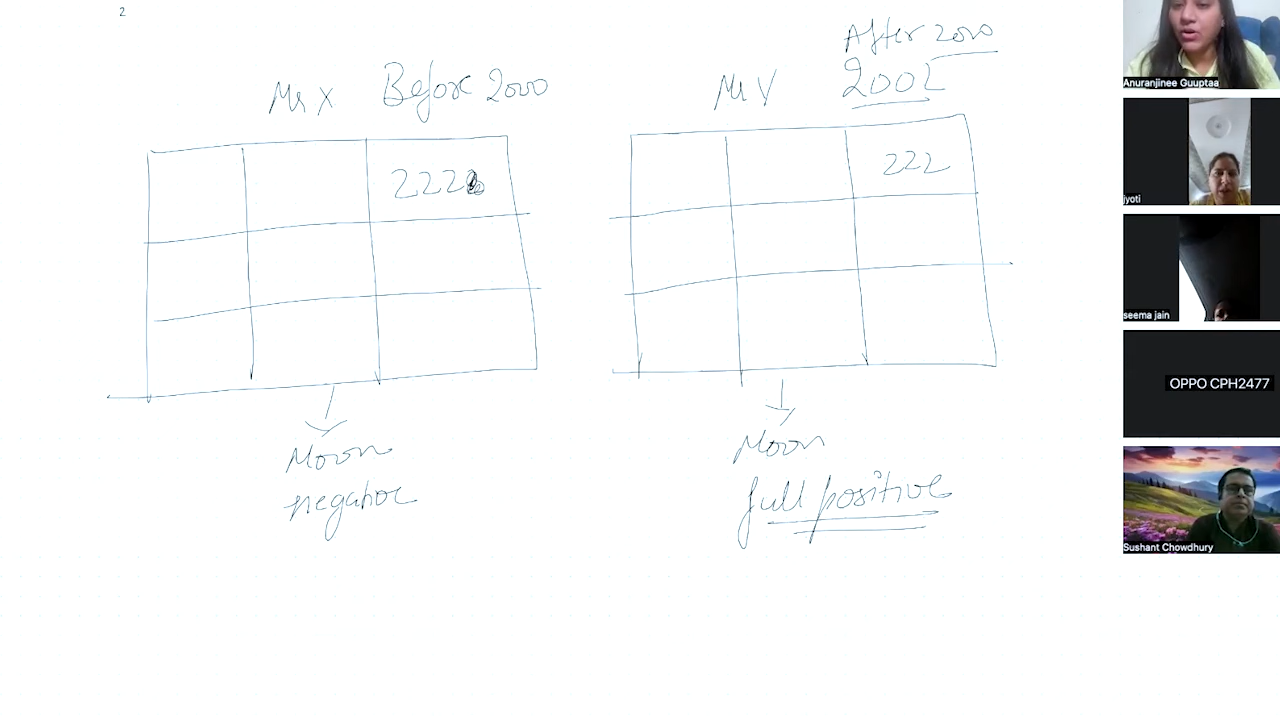 2
Mr X Before 2000
222
Moon
negative
After 2000
Mr Y 2002
222
Moon
full positive
Anuranjinee Guuptaa
jyoti
seema jain
OPPO CPH2477
Sushant Chowdhury